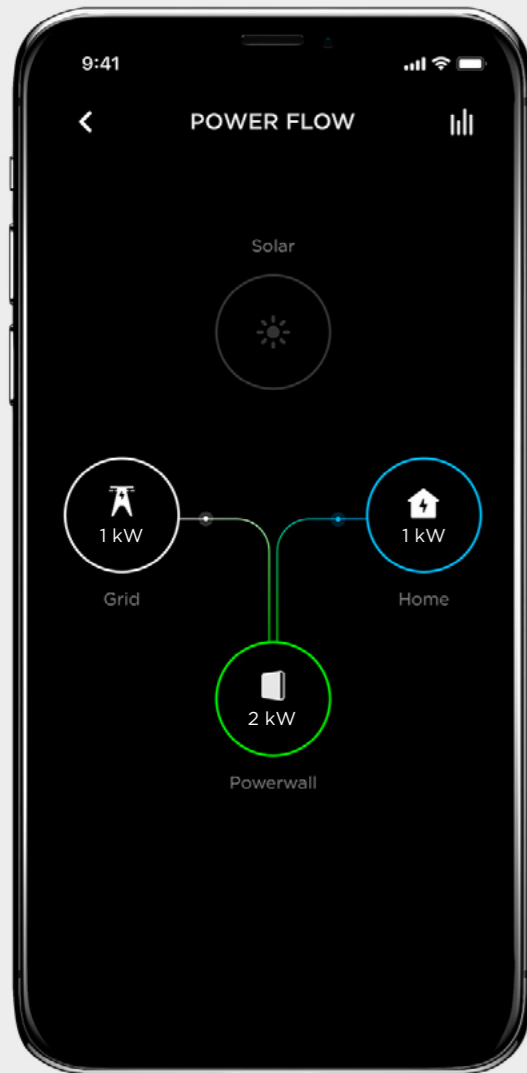 9:41
POWER FLOW
Solar
1 kW
1 kW
Grid
Home
2 kW
Powerwall